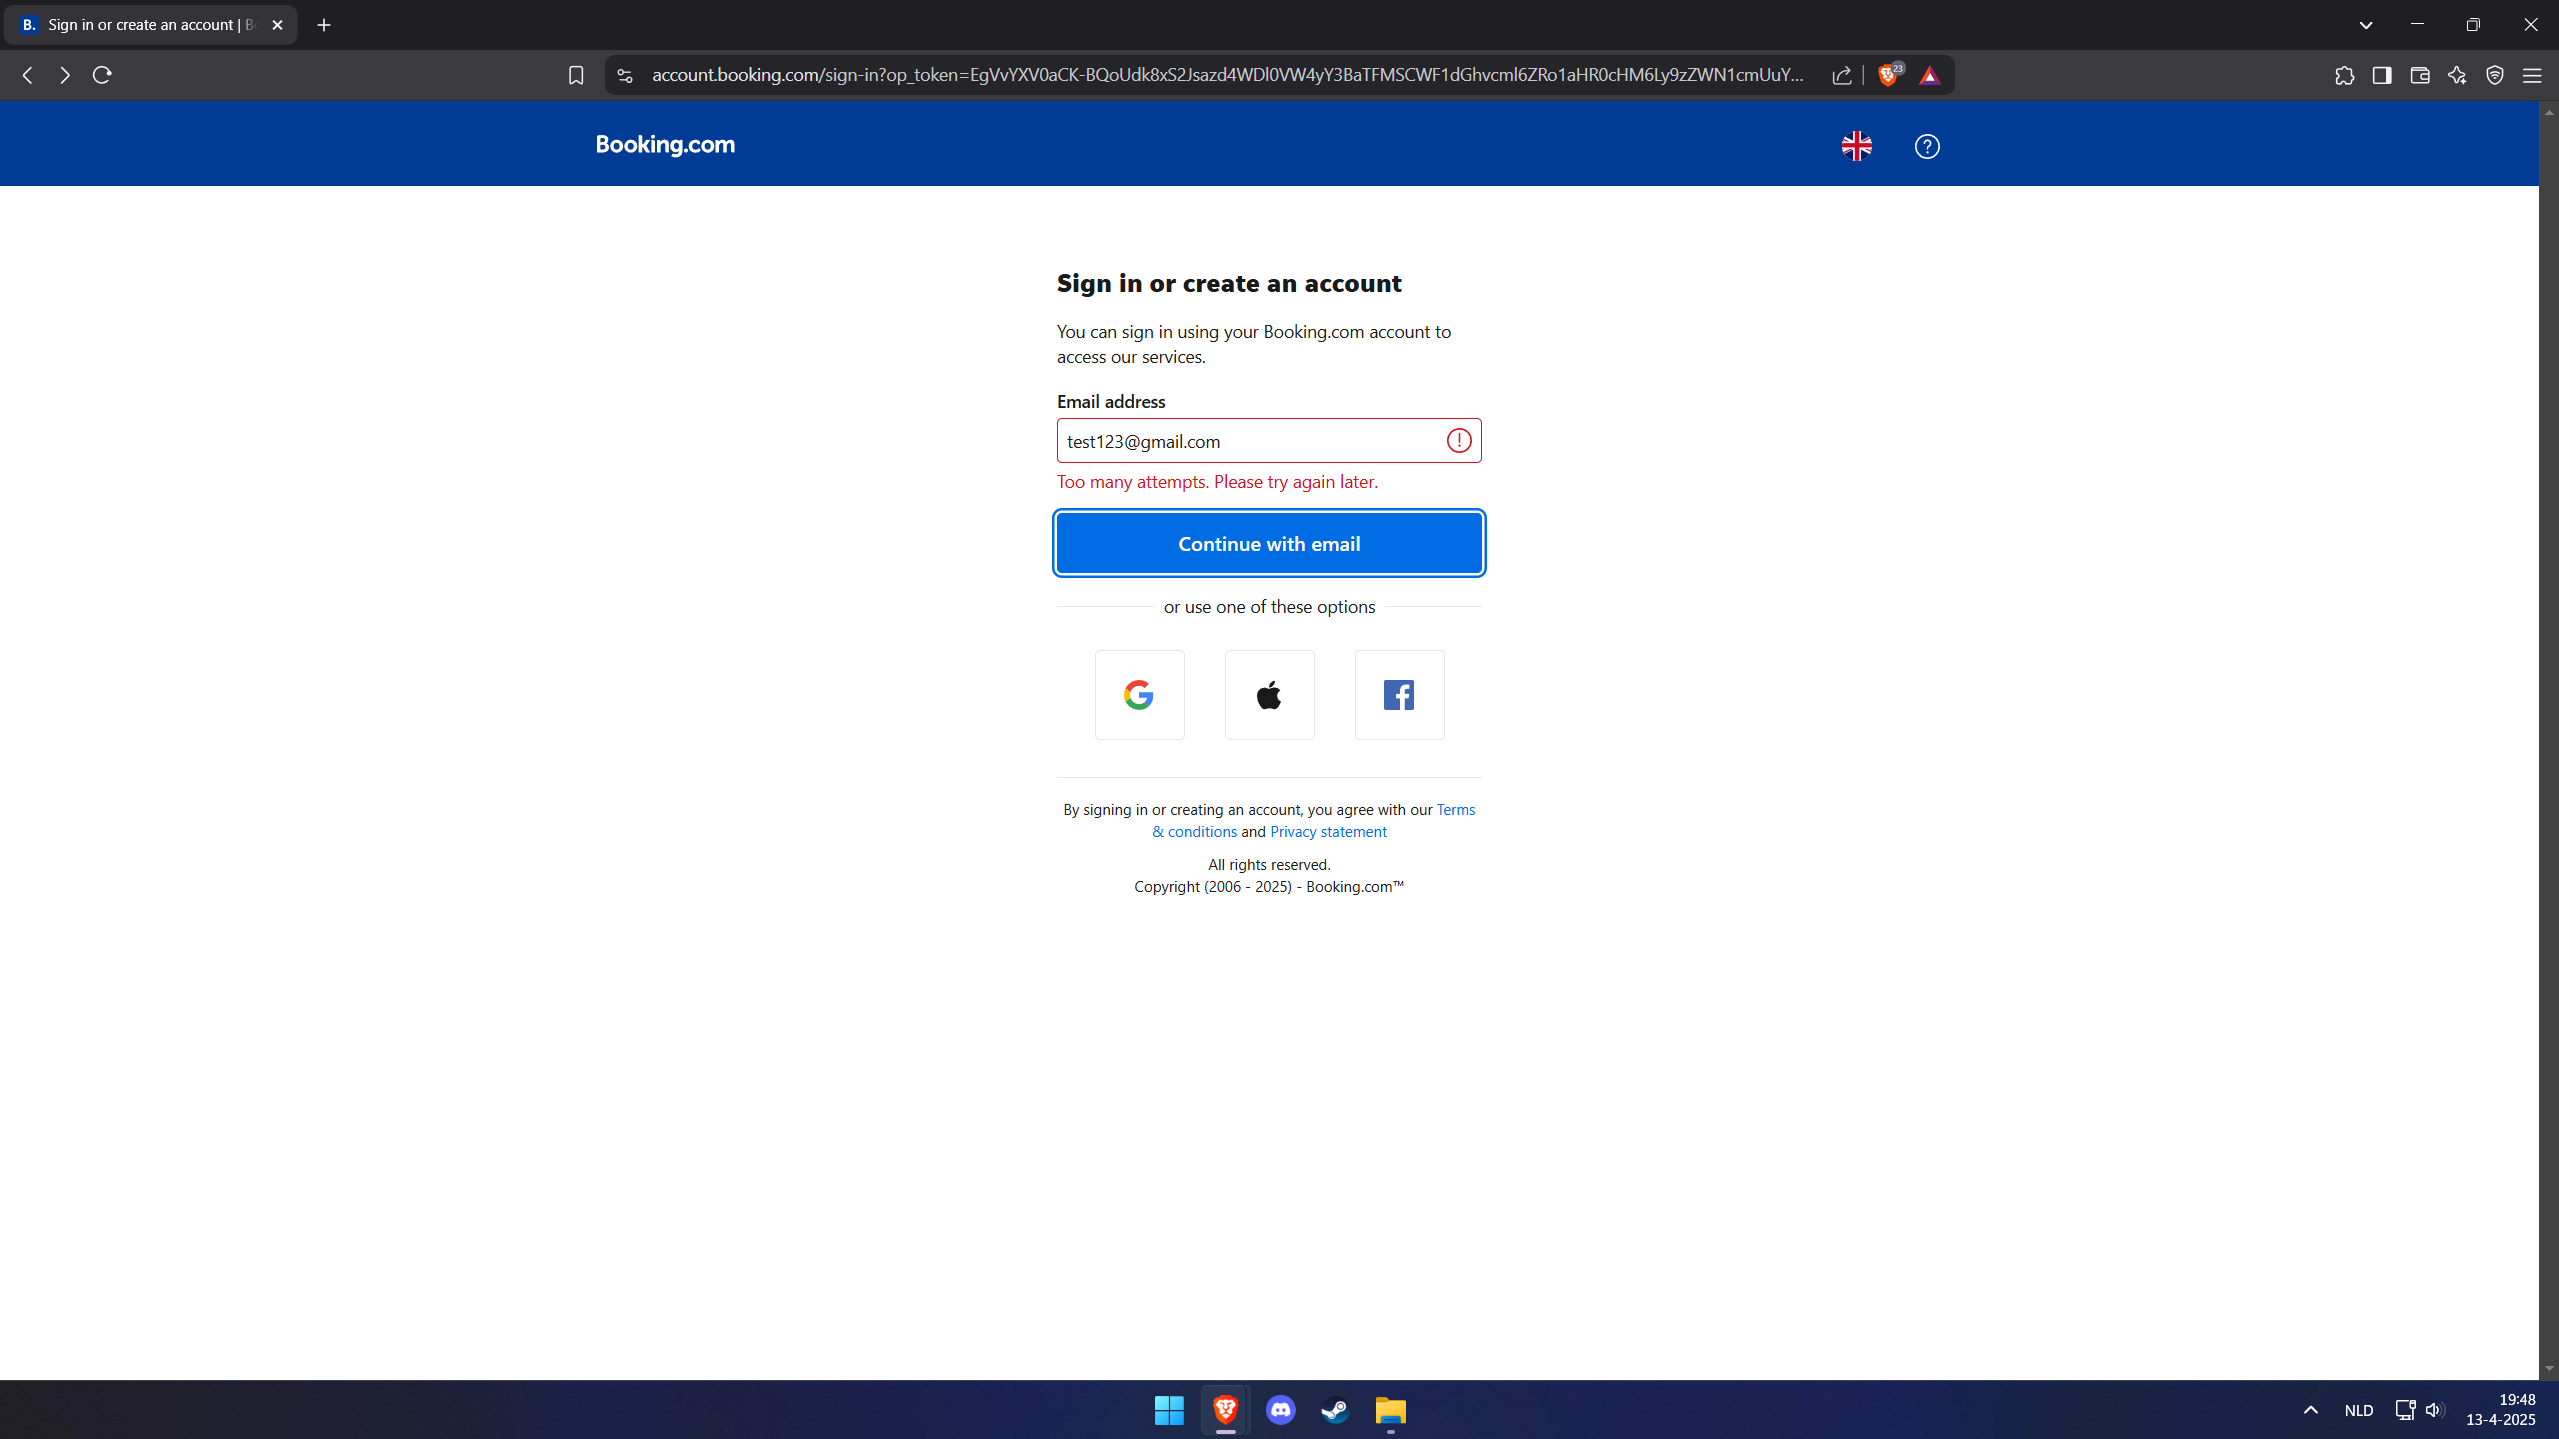 B. Sign in or create an account | B
account.booking.com/sign-in?op_token=EgVvYXV0aCK-BQoUdk8xS2Jsazd4WDl0VW4yY3BaTFMSCWF1dGhvcml6ZRo1aHR0cHM6Ly9zZWN1cmUuY...
23
Booking.com
Sign in or create an account
You can sign in using your Booking.com account to
access our services.
Email address
test123@gmail.com
Too many attempts. Please try again later.
Continue with email
or use one of these options
By signing in or creating an account, you agree with our Terms
& conditions and Privacy statement
All rights reserved.
Copyright (2006 - 2025) - Booking.com™
NLD
19:48
13-4-2025